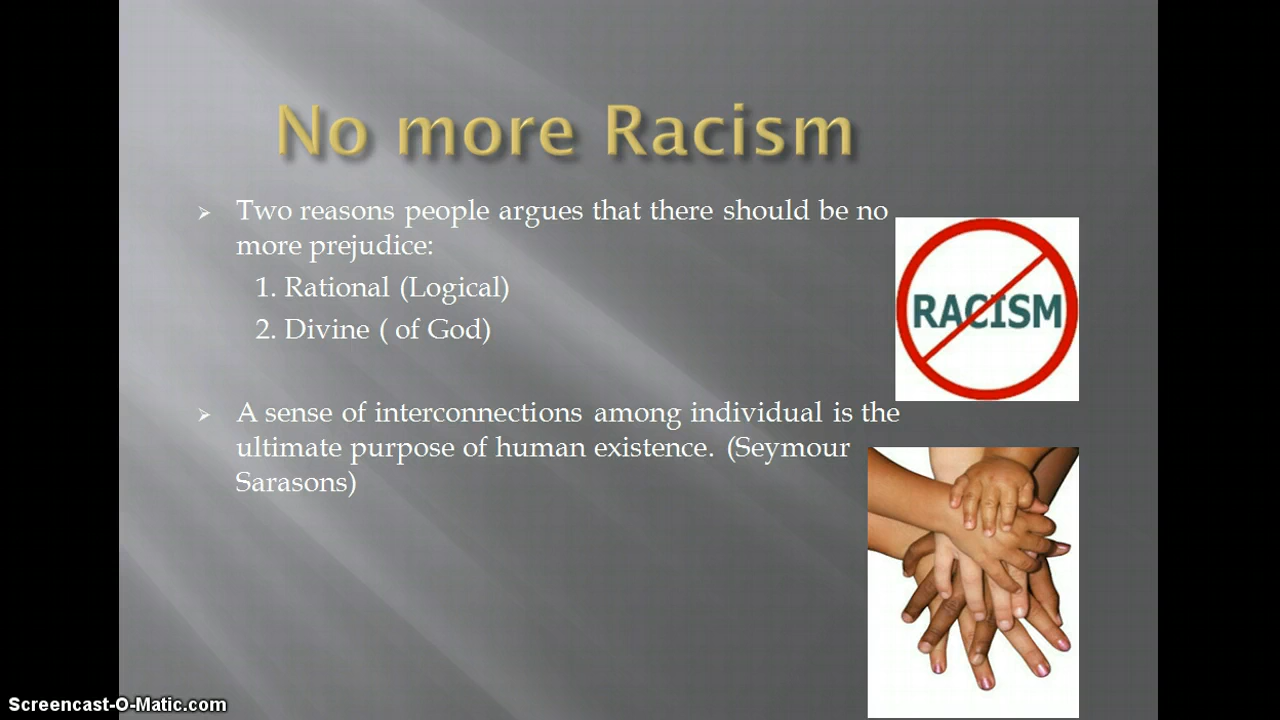 No more Racism
Two reasons people argues that there should be no
more prejudice:
1. Rational (Logical)
2. Divine ( of God)
RACISM
A sense of interconnections among individual is the
ultimate purpose of human existence. (Seymour
Sarasons)
Screencast-O-Matic.com